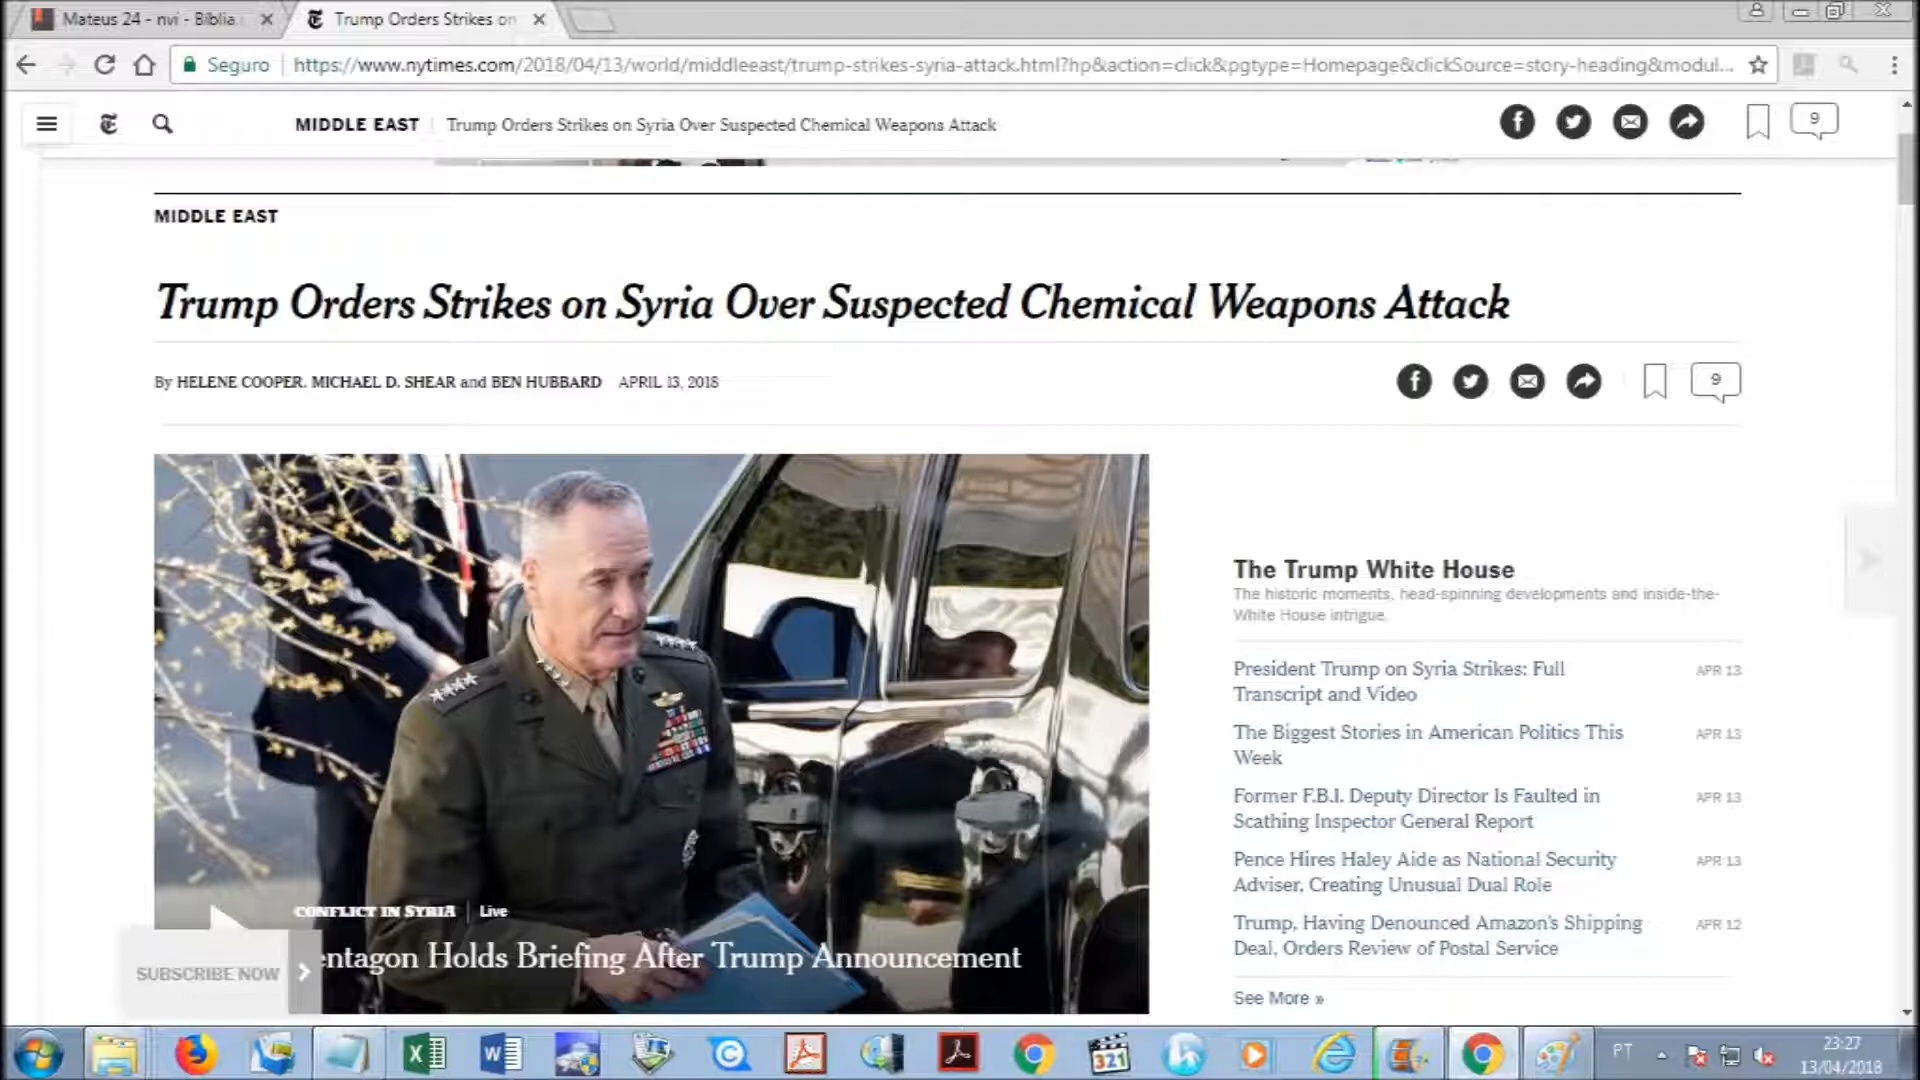 Mateus 24 - nvi - Bíblia
Trump Orders Strikes on
Seguro
https://www.nytimes.com/2018/04/13/world/middleeast/trump-strikes-syria-attack.html?hp&action=click&pgtype=Homepage&clickSource=story-heading&modul...
MIDDLE EAST
Trump Orders Strikes on Syria Over Suspected Chemical Weapons Attack
9
MIDDLE EAST
Trump Orders Strikes on Syria Over Suspected Chemical Weapons Attack
By HELENE COOPER, MICHAEL D. SHEAR and BEN HUBBARD APRIL 13, 2018
9
The Trump White House
The historic moments, head-spinning developments and inside-the-
White House intrigue.
President Trump on Syria Strikes: Full
Transcript and Video
APR 13
The Biggest Stories in American Politics This
Week
APR 13
Former F.B.I. Deputy Director Is Faulted in
Scathing Inspector General Report
APR 13
Pence Hires Haley Aide as National Security
Adviser, Creating Unusual Dual Role
APR 13
Trump, Having Denounced Amazon's Shipping
Deal, Orders Review of Postal Service
APR 12
See More »
CONFLICT IN SYRIA | Live
entagon Holds Briefing After Trump Announcement
SUBSCRIBE NOW
321
PT
23:27
13/04/2018